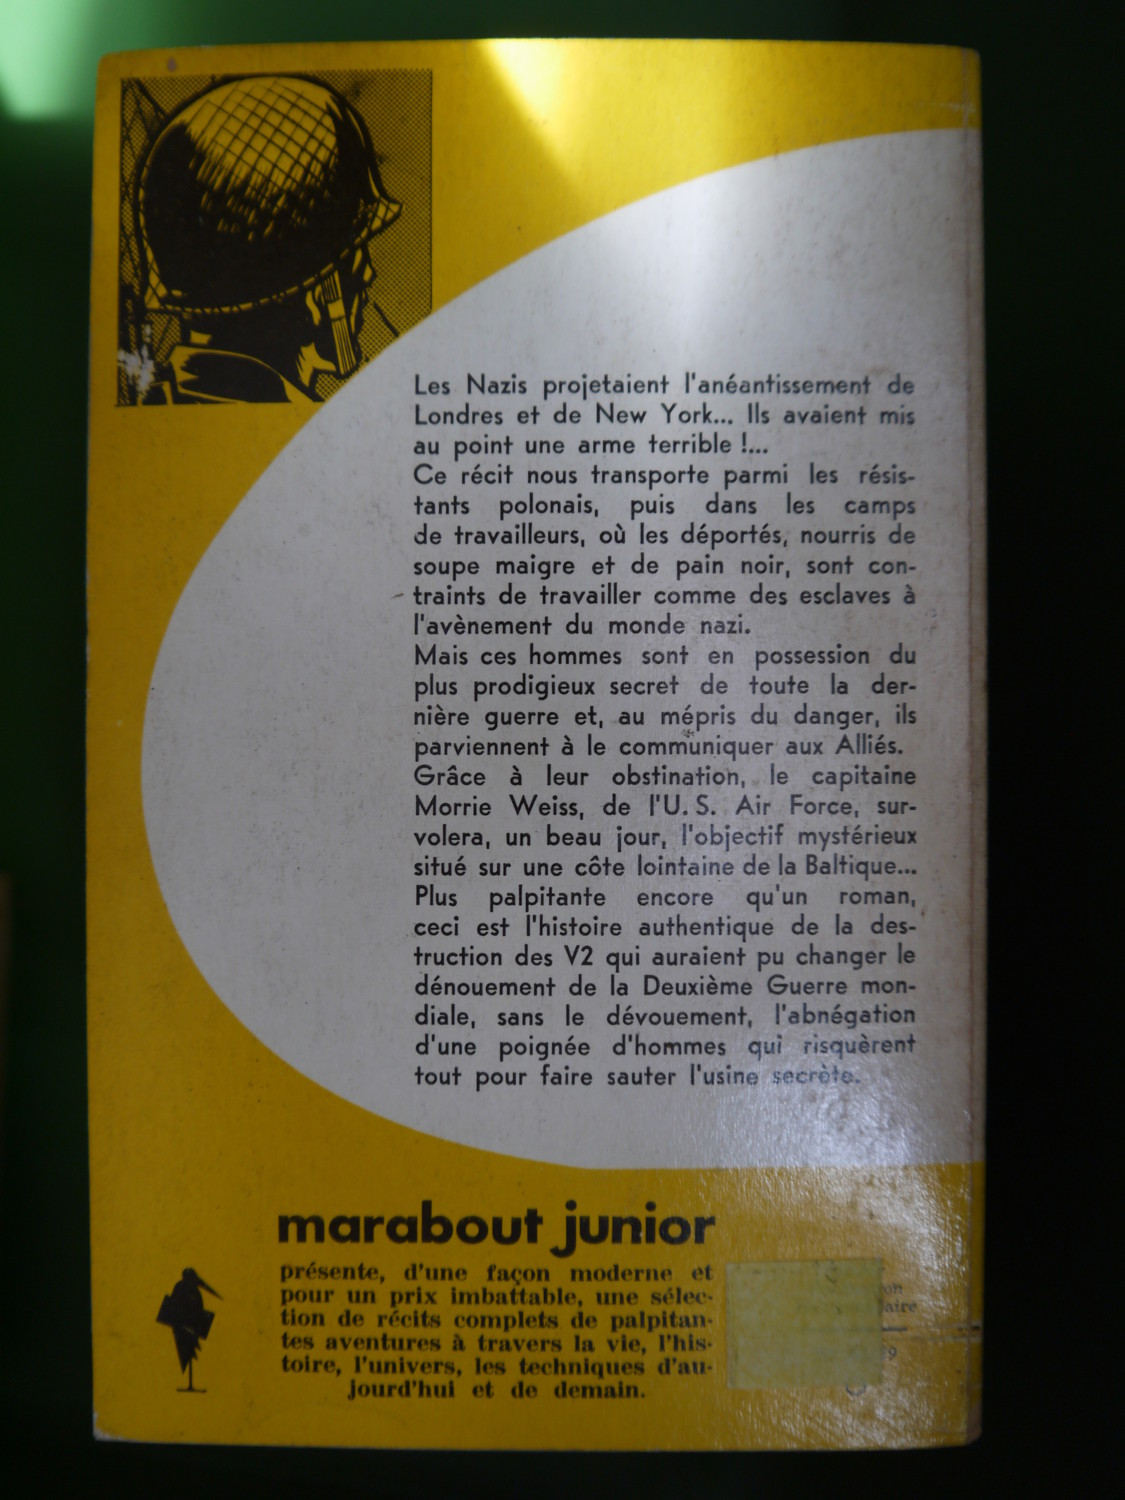 Les Nazis projetaient l'anéantissement de
Londres et de New York... Ils avaient mis
au point une arme terrible !...
Ce récit nous transporte parmi les résis-
tants polonais, puis dans les camps
de travailleurs, où les déportés, nourris de
soupe maigre et de pain noir, sont con-
traints de travailler comme des esclaves à
l'avènement du monde nazi.
Mais ces hommes sont en possession du
plus prodigieux secret de toute la der-
nière guerre et, au mépris du danger, ils
parviennent à le communiquer aux Alliés.
Grâce à leur obstination, le capitaine
Morrie Weiss, de l'U.S. Air Force, sur-
volera, un beau jour, l'objectif mystérieux
situé sur une côte lointaine de la Baltique...
Plus palpitante encore qu'un roman,
ceci est l'histoire authentique de la des-
truction des V2 qui auraient pu changer le
dénouement de la Deuxième Guerre mon-
diale, sans le dévouement, l'abnégation
d'une poignée d'hommes qui risquèrent
tout pour faire sauter l'usine secrète.
marabout junior
présente, d'une façon moderne et
pour un prix imbattable, une sélec-
tion de récits complets de palpitan-
tes aventures à travers la vie, l'his-
toire, l'univers, les techniques d'au-
jourd'hui et de demain.